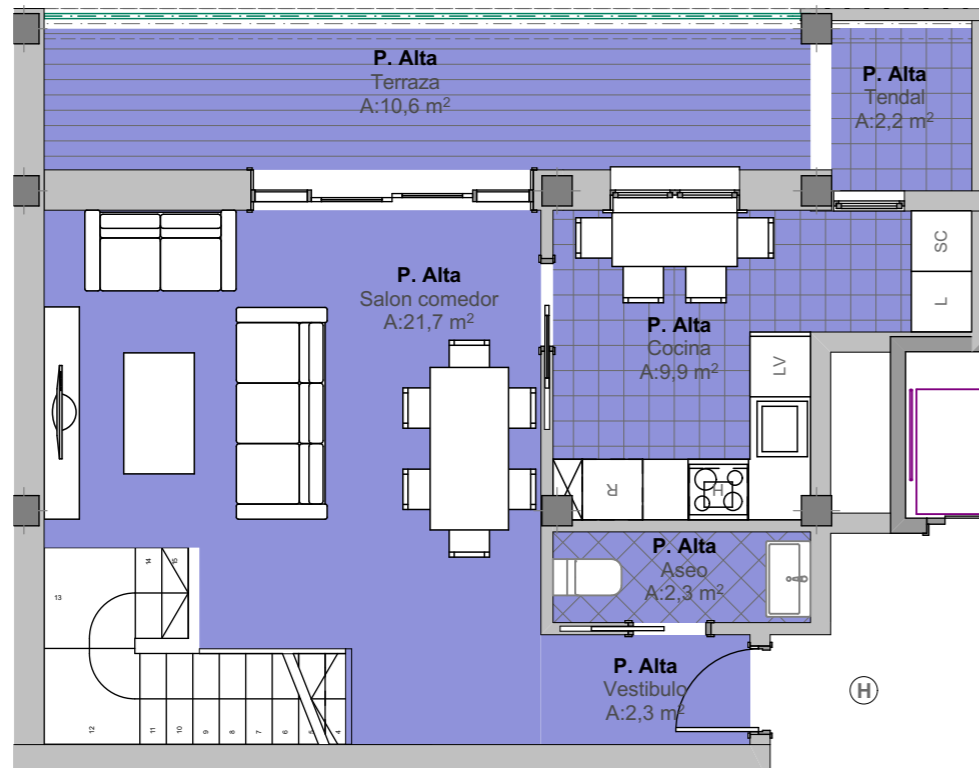 P. Alta
Terraza
A:10,6 m²
P. Alta
Tendal
A:2,2 m²
P. Alta
Salon comedor
A:21,7 m²
SC
L
P. Alta
Cocina
A:9,9 m²
LV
R
H
P. Alta
Aseo
A:2,3 m²
P. Alta
Vestibulo
A:2,3 m²
H
15
14
13
12
11
10
9
8
7
6
5
4